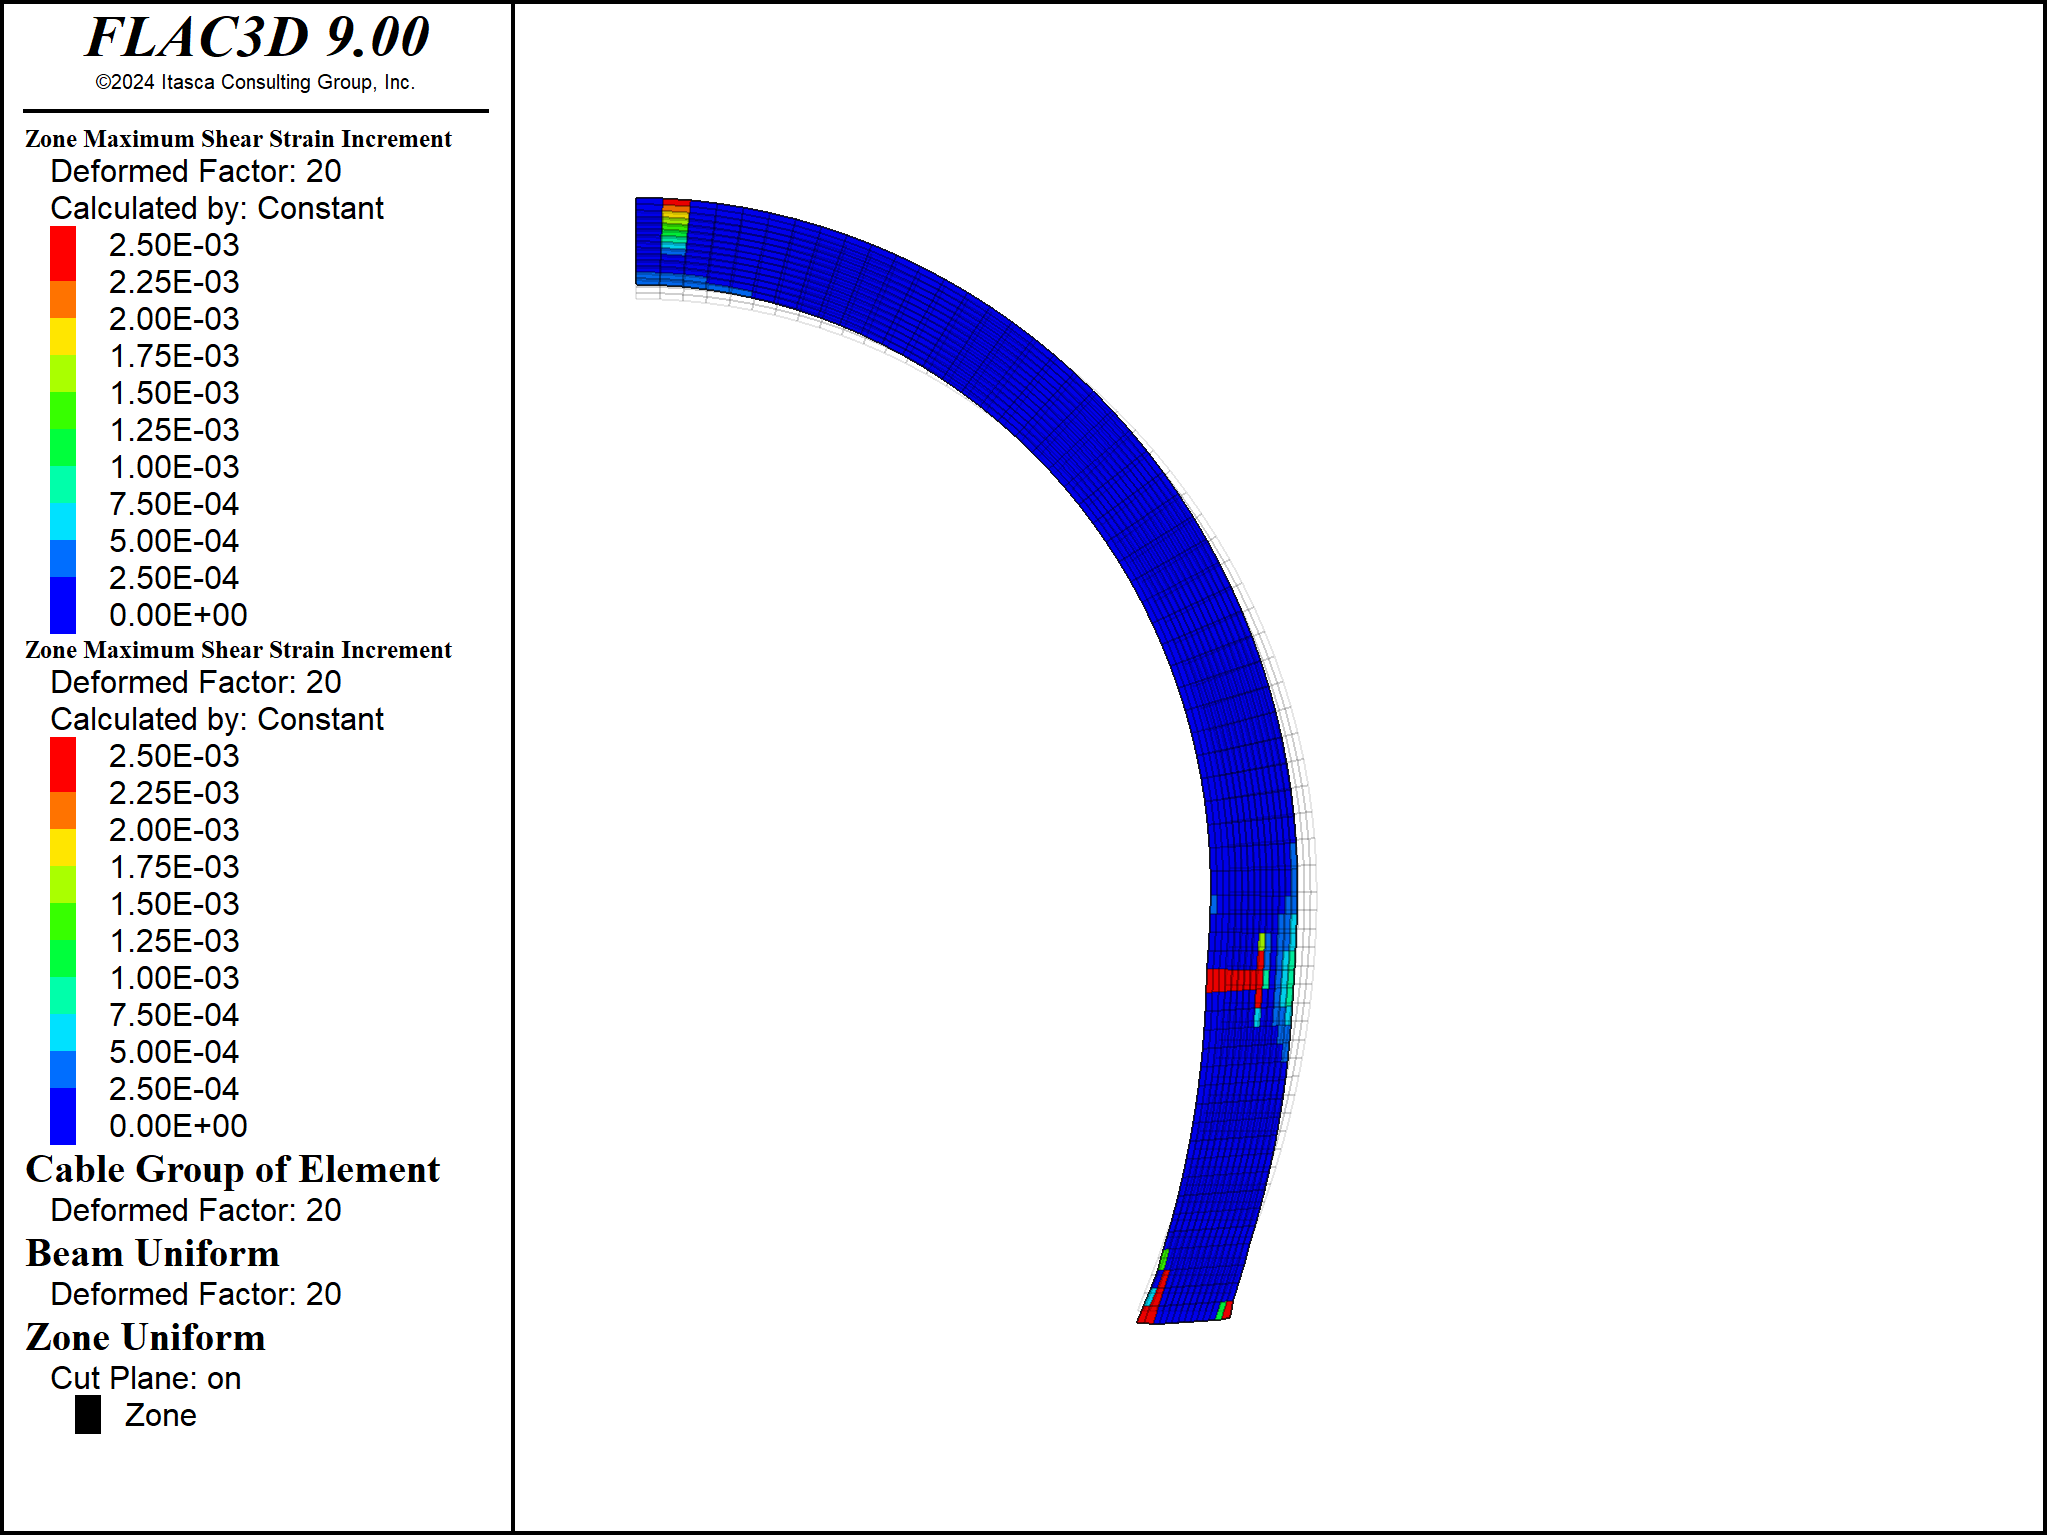 FLAC3D 9.00
©2024 Itasca Consulting Group, Inc.
Zone Maximum Shear Strain Increment
Deformed Factor: 20
Calculated by: Constant
2.50E-03
2.25E-03
2.00E-03
1.75E-03
1.50E-03
1.25E-03
1.00E-03
7.50E-04
5.00E-04
2.50E-04
0.00E+00
Zone Maximum Shear Strain Increment
Deformed Factor: 20
Calculated by: Constant
2.50E-03
2.25E-03
2.00E-03
1.75E-03
1.50E-03
1.25E-03
1.00E-03
7.50E-04
5.00E-04
2.50E-04
0.00E+00
Cable Group of Element
Deformed Factor: 20
Beam Uniform
Deformed Factor: 20
Zone Uniform
Cut Plane: on
Zone